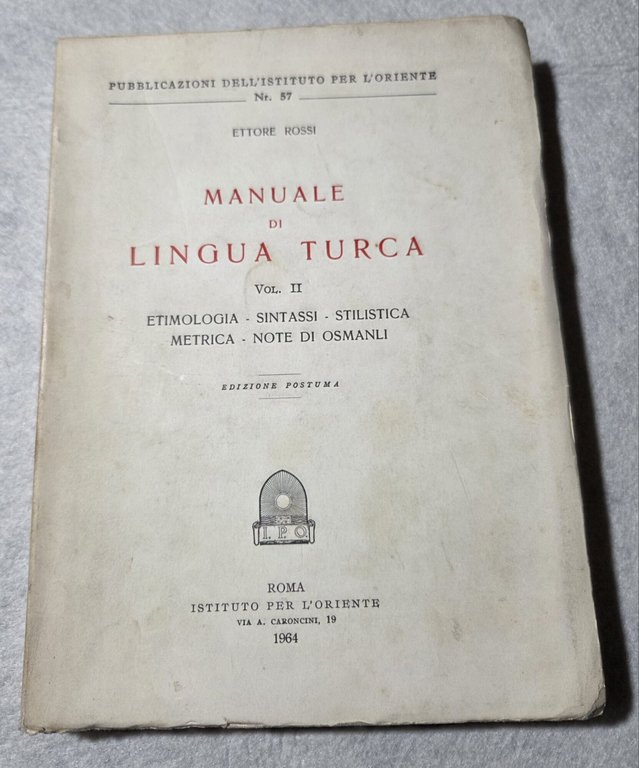 PUBBLICAZIONI DELL'ISTITUTO PER L'ORIENTE
Nr. 57
ETTORE ROSSI
MANUALE
DI
LINGUA TURCA
VOL. II
ETIMOLOGIA - SINTASSI - STILISTICA
METRICA - NOTE DI OSMANLI
EDIZIONE POSTUMA
I. P. O.
ROMA
ISTITUTO PER L'ORIENTE
VIA A. CARONCINI, 19
1964